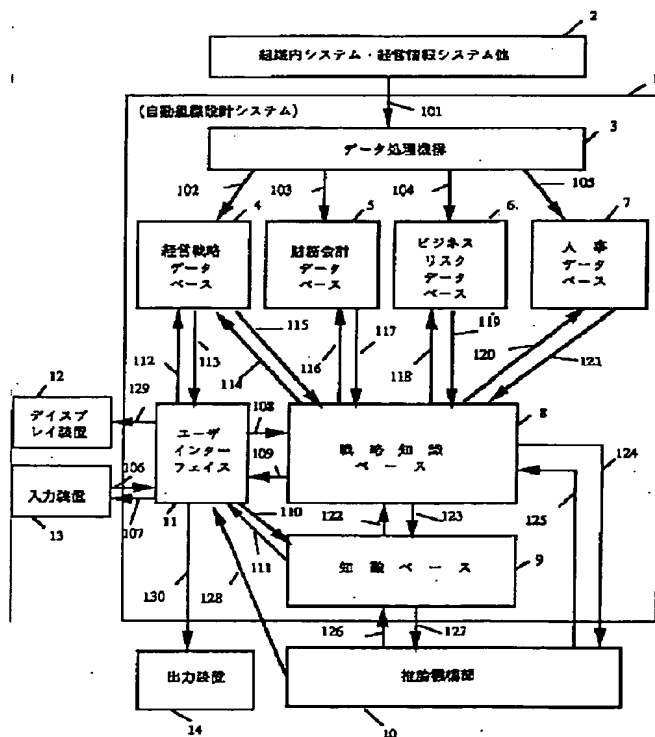 2
組織内システム・経営情報システム他
1
101
(自動組織設計システム)
3
データ処理機構
102
103
104
105
4
5
6
7
経営戦略
データ
ベース
財務会計
データ
ベース
ビジネス
リスク
データ
ベース
人事
データ
ベース
112
113
114
115
116
117
118
119
120
121
12
129
ディスプ
レイ装置
ユーザ
インター
フェイス
108
109
8
戦略知識
ベース
124
125
106
入力装置
107
13
11
110
111
122
123
9
知識ベース
130
128
126
127
出力装置
14
推論機構部
10